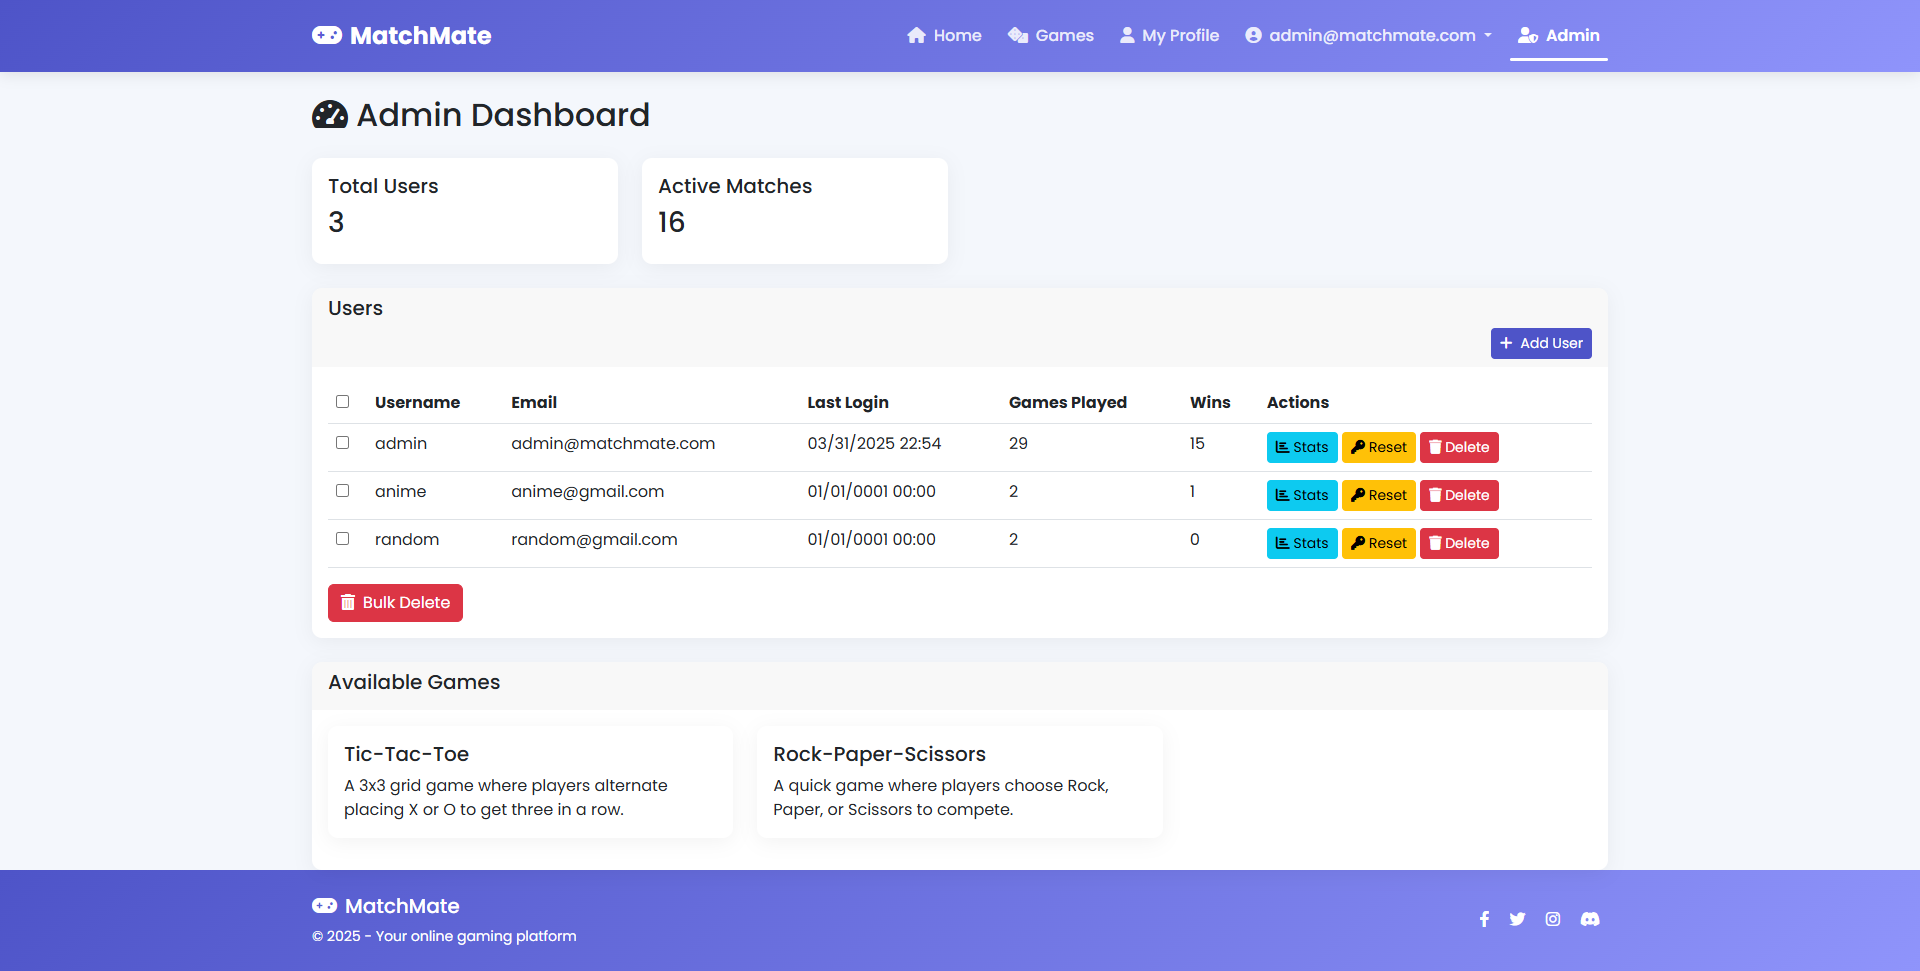 MatchMate
Home Games My Profile admin@matchmate.com Admin
Admin Dashboard
Total Users
3
Active Matches
16
Users
Add User
Username Email Last Login Games Played Wins Actions
admin admin@matchmate.com 03/31/2025 22:54 29 15 Stats Reset Delete
anime anime@gmail.com 01/01/0001 00:00 2 1 Stats Reset Delete
random random@gmail.com 01/01/0001 00:00 2 0 Stats Reset Delete
Bulk Delete
Available Games
Tic-Tac-Toe
A 3x3 grid game where players alternate
placing X or O to get three in a row.
Rock-Paper-Scissors
A quick game where players choose Rock,
Paper, or Scissors to compete.
MatchMate
© 2025 - Your online gaming platform